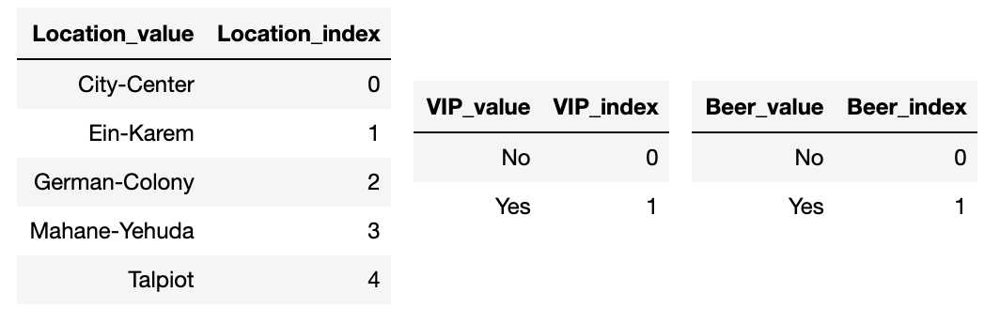 Location_value Location_index
City-Center 0
Ein-Karem 1
German-Colony 2
Mahane-Yehuda 3
Talpiot 4
VIP_value VIP_index
No 0
Yes 1
Beer_value Beer_index
No 0
Yes 1